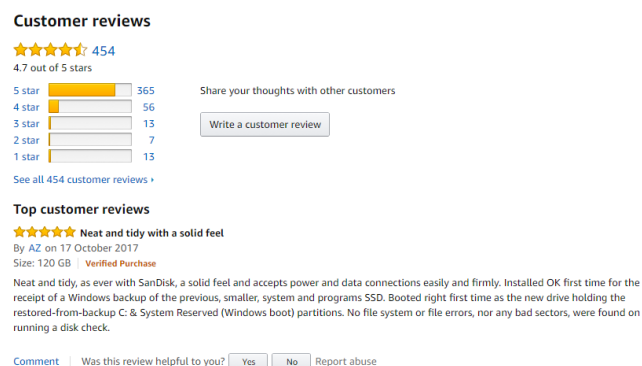 Customer reviews
454
4.7 out of 5 stars
5 star 365
4 star 56
3 star 13
2 star 7
1 star 13
Share your thoughts with other customers
Write a customer review
See all 454 customer reviews
Top customer reviews
Neat and tidy with a solid feel
By AZ on 17 October 2017
Size: 120 GB | Verified Purchase
Neat and tidy, as ever with SanDisk, a solid feel and accepts power and data connections easily and firmly. Installed OK first time for the
receipt of a Windows backup of the previous, smaller, system and programs SSD. Booted right first time as the new drive holding the
restored-from-backup C: & System Reserved (Windows boot) partitions. No file system or file errors, nor any bad sectors, were found on
running a disk check.
Comment | Was this review helpful to you? Yes No Report abuse